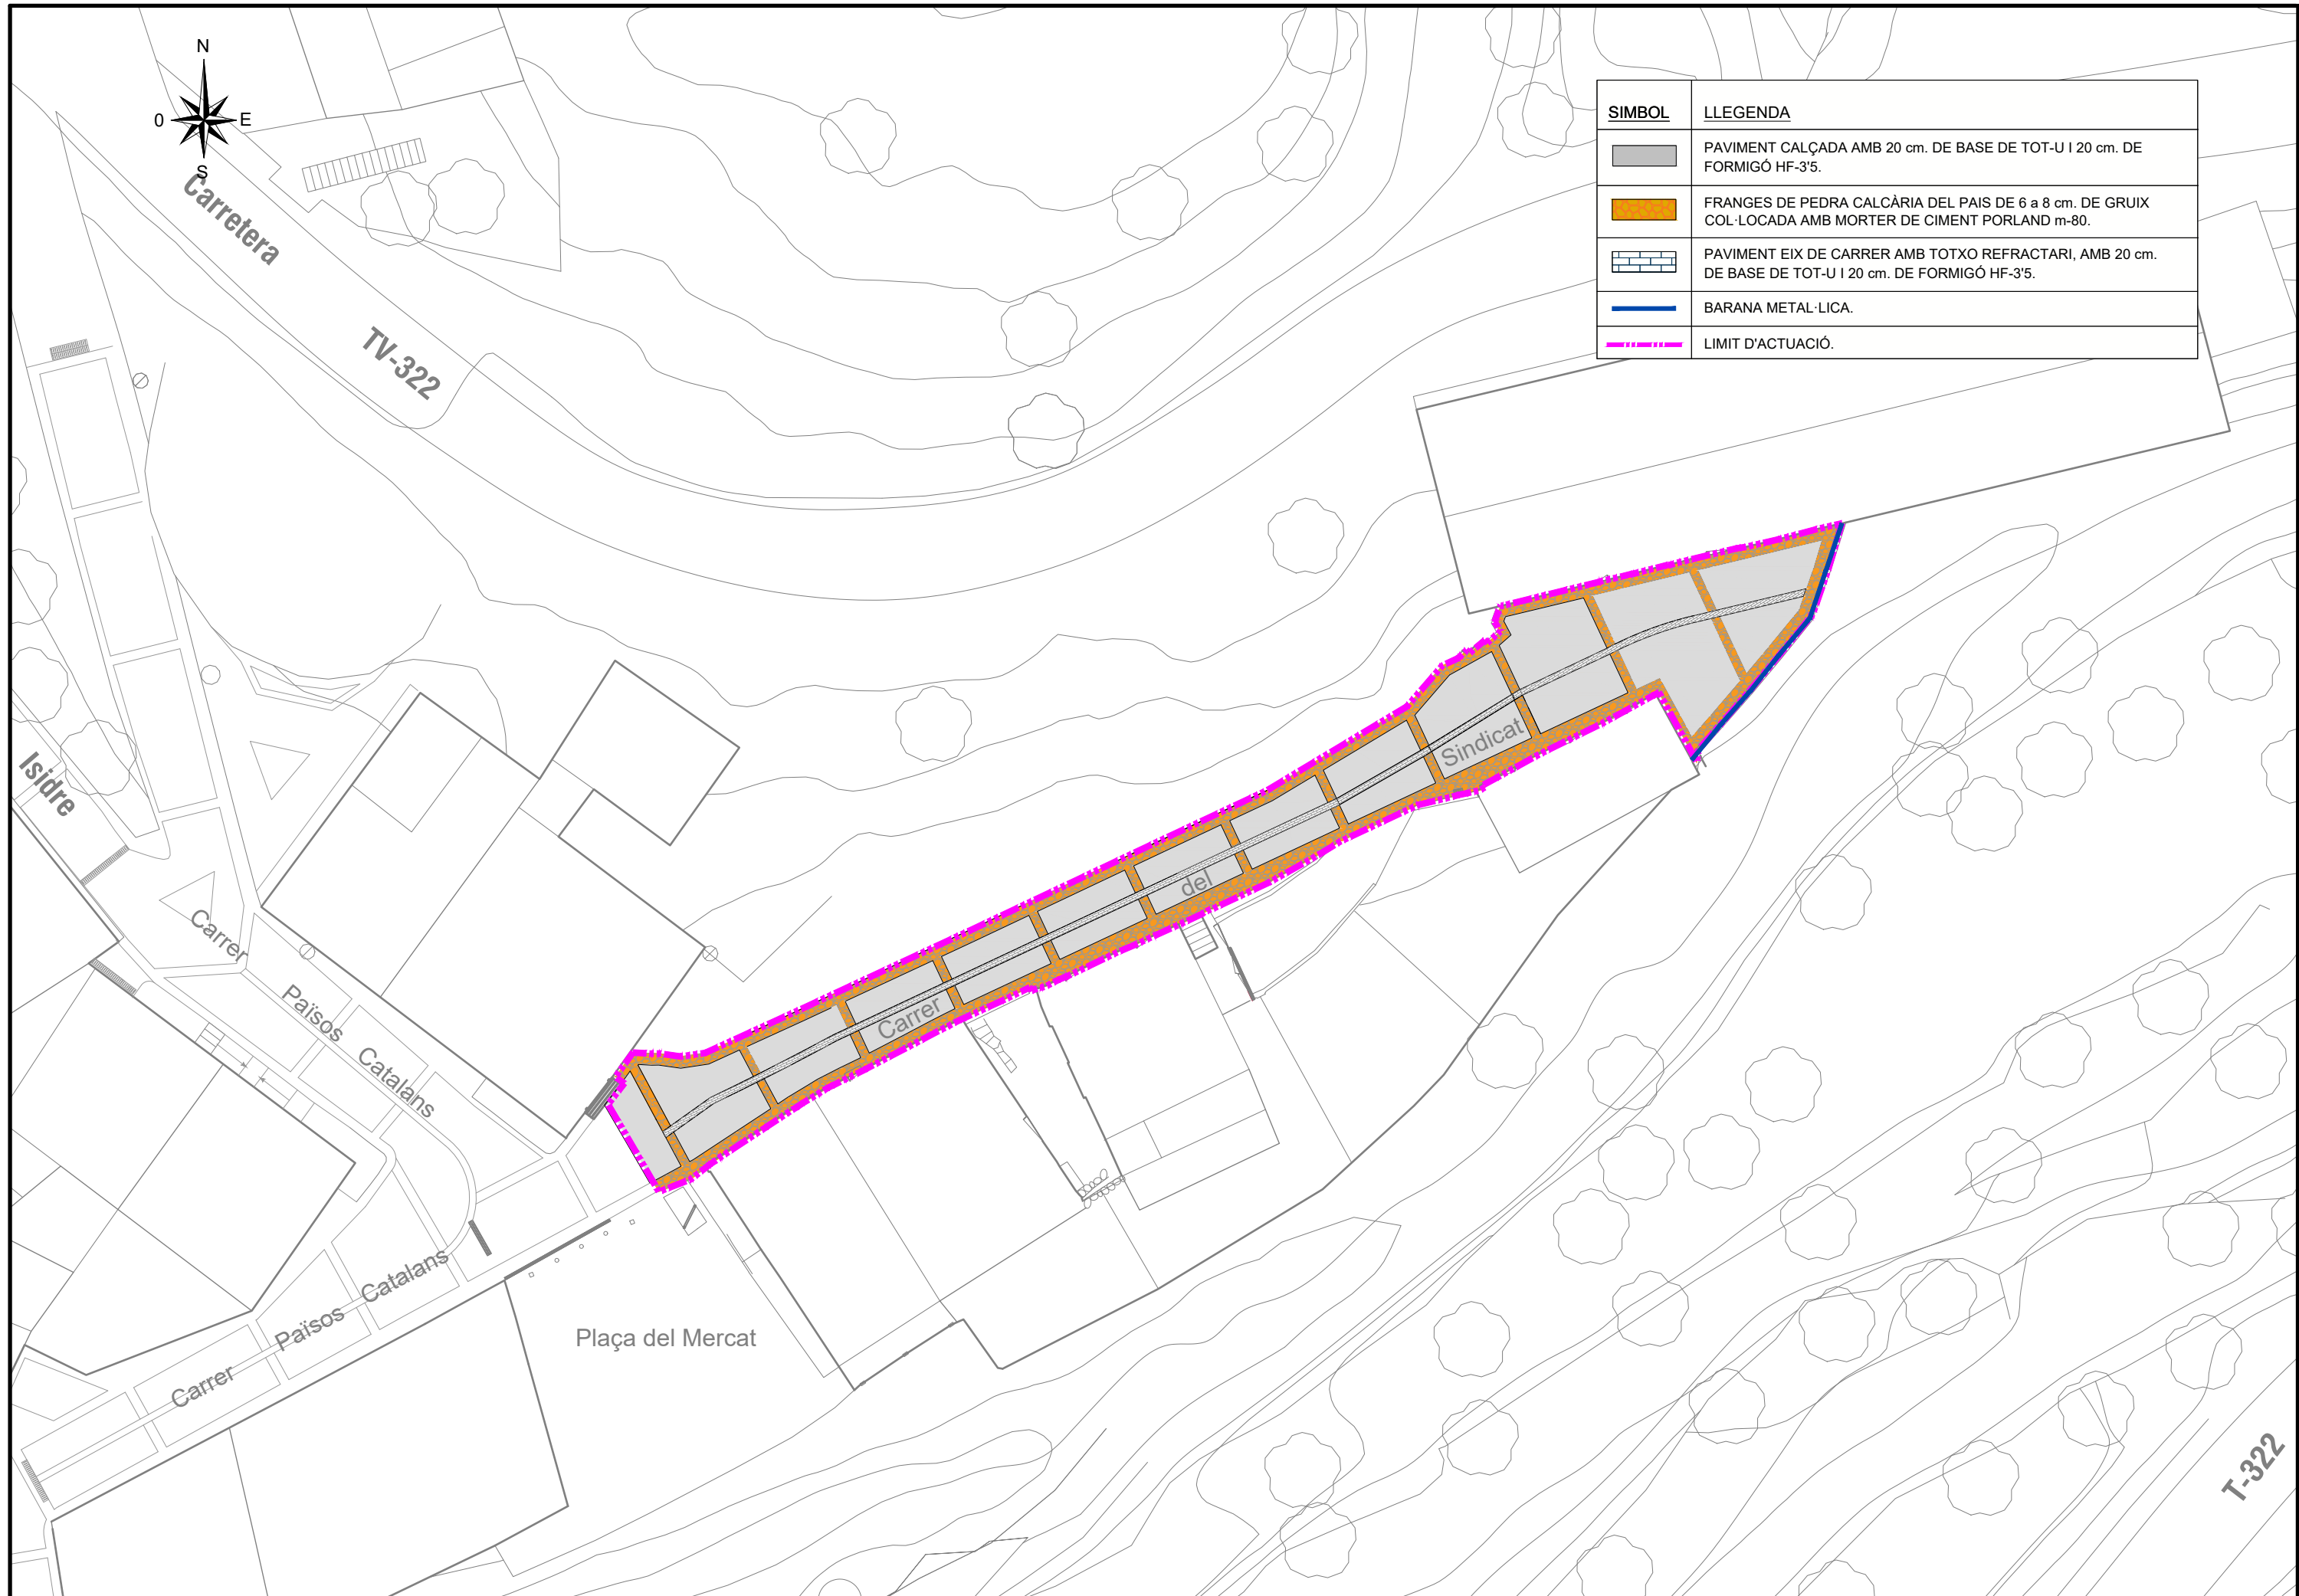 N
0
E
S
SIMBOL
LLEGENDA
PAVIMENT CALÇADA AMB 20 cm. DE BASE DE TOT-U I 20 cm. DE
FORMIGÓ HF-3'5.
FRANGES DE PEDRA CALCÀRIA DEL PAIS DE 6 a 8 cm. DE GRUIX
COL·LOCADA AMB MORTER DE CIMENT PORLAND m-80.
PAVIMENT EIX DE CARRER AMB TOTXO REFRACTARI, AMB 20 cm.
DE BASE DE TOT-U I 20 cm. DE FORMIGÓ HF-3'5.
BARANA METAL·LICA.
LIMIT D'ACTUACIÓ.
Carretera
TV-322
Isidre
Carrer
Països
Catalans
Carrer
del
Sindicat
Carrer
Països
Catalans
Plaça del Mercat
T-322